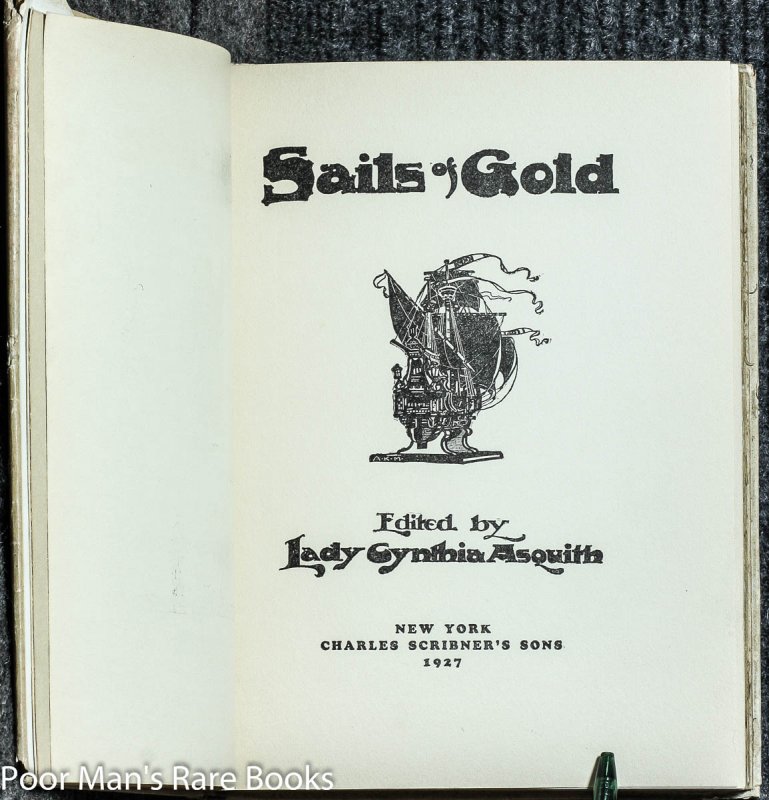 Sails of Gold
A·K·M·
Edited by
Lady Cynthia Asquith
NEW YORK
CHARLES SCRIBNER'S SONS
1927
Poor Man's Rare Books